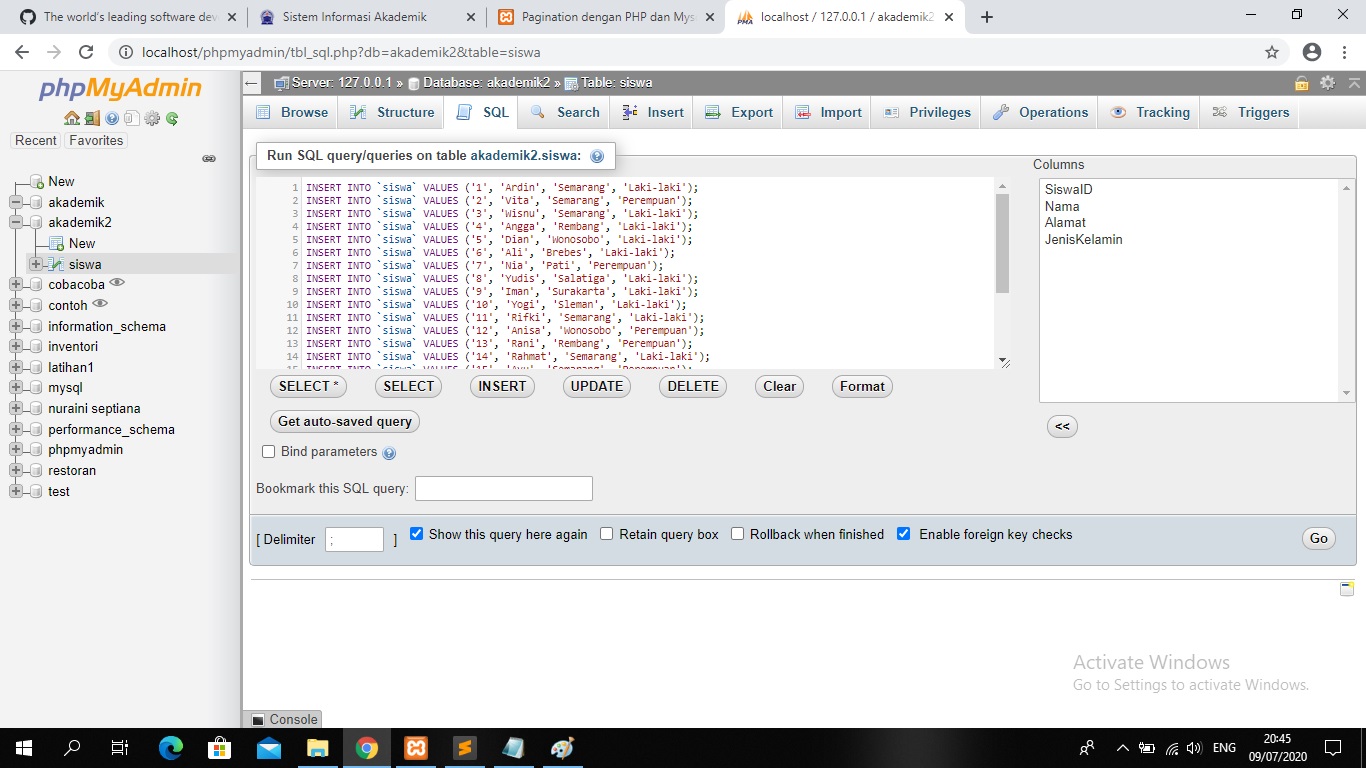 The world's leading software dev
Sistem Informasi Akademik
Pagination dengan PHP dan Mys
localhost / 127.0.0.1 / akademik2
localhost/phpmyadmin/tbl_sql.php?db=akademik2&table=siswa
phpMyAdmin
Recent Favorites
New
akademik
akademik2
New
siswa
cobacoba
contoh
information_schema
inventori
latihan1
mysql
nuraini septiana
performance_schema
phpmyadmin
restoran
test
Server: 127.0.0.1 » Database: akademik2 » Table: siswa
Browse Structure SQL Search Insert Export Import Privileges Operations Tracking Triggers
Run SQL query/queries on table akademik2.siswa:
1 INSERT INTO `siswa` VALUES ('1', 'Ardin', 'Semarang', 'Laki-laki');
2 INSERT INTO `siswa` VALUES ('2', 'Vita', 'Semarang', 'Perempuan');
3 INSERT INTO `siswa` VALUES ('3', 'Wisnu', 'Semarang', 'Laki-laki');
4 INSERT INTO `siswa` VALUES ('4', 'Angga', 'Rembang', 'Laki-laki');
5 INSERT INTO `siswa` VALUES ('5', 'Dian', 'Wonosobo', 'Laki-laki');
6 INSERT INTO `siswa` VALUES ('6', 'Ali', 'Brebes', 'Laki-laki');
7 INSERT INTO `siswa` VALUES ('7', 'Nia', 'Pati', 'Perempuan');
8 INSERT INTO `siswa` VALUES ('8', 'Yudis', 'Salatiga', 'Laki-laki');
9 INSERT INTO `siswa` VALUES ('9', 'Iman', 'Surakarta', 'Laki-laki');
10 INSERT INTO `siswa` VALUES ('10', 'Yogi', 'Sleman', 'Laki-laki');
11 INSERT INTO `siswa` VALUES ('11', 'Rifki', 'Semarang', 'Laki-laki');
12 INSERT INTO `siswa` VALUES ('12', 'Anisa', 'Wonosobo', 'Perempuan');
13 INSERT INTO `siswa` VALUES ('13', 'Rani', 'Rembang', 'Perempuan');
14 INSERT INTO `siswa` VALUES ('14', 'Rahmat', 'Semarang', 'Laki-laki');
15 INSERT INTO `siswa` VALUES ('15', 'Ayu', 'Semarang', 'Perempuan');
Columns
SiswaID
Nama
Alamat
JenisKelamin
SELECT * SELECT INSERT UPDATE DELETE Clear Format
Get auto-saved query
<<
Bind parameters
Bookmark this SQL query:
[ Delimiter ; ] Show this query here again Retain query box Rollback when finished Enable foreign key checks Go
Activate Windows
Go to Settings to activate Windows.
Console
ENG
20:45
09/07/2020